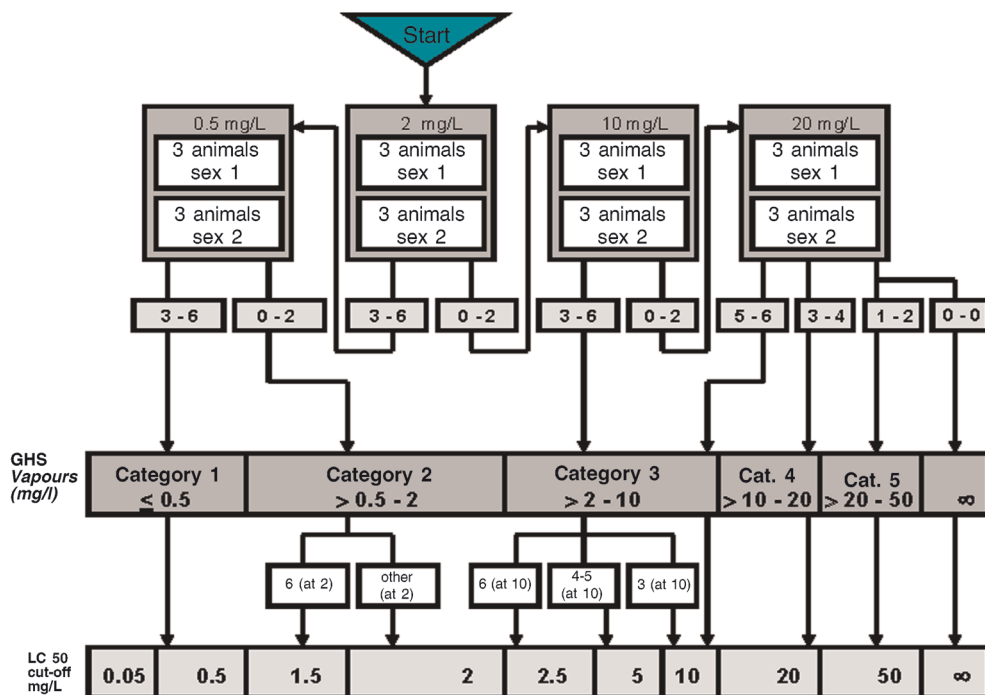 Start
0.5 mg/L
3 animals
sex 1
3 animals
sex 2
2 mg/L
3 animals
sex 1
3 animals
sex 2
10 mg/L
3 animals
sex 1
3 animals
sex 2
20 mg/L
3 animals
sex 1
3 animals
sex 2
3 - 6
0 - 2
3 - 6
0 - 2
3 - 6
0 - 2
5 - 6
3 - 4
1 - 2
0 - 0
GHS
Vapours
(mg/l)
Category 1
≤ 0.5
Category 2
> 0.5 - 2
Category 3
> 2 - 10
Cat. 4
> 10 - 20
Cat. 5
> 20 - 50
∞
6 (at 2)
other
(at 2)
6 (at 10)
4-5
(at 10)
3 (at 10)
LC 50
cut-off
mg/L
0.05
0.5
1.5
2
2.5
5
10
20
50
∞